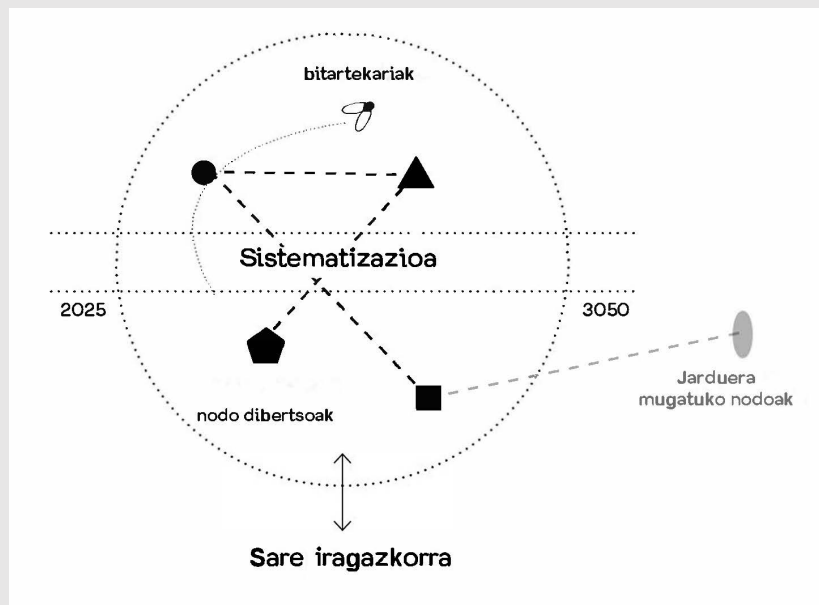 bitartekariak
Sistematizazioa
2025
3050
Jarduera
mugatuko nodoak
nodo dibertsoak
Sare iragazkorra